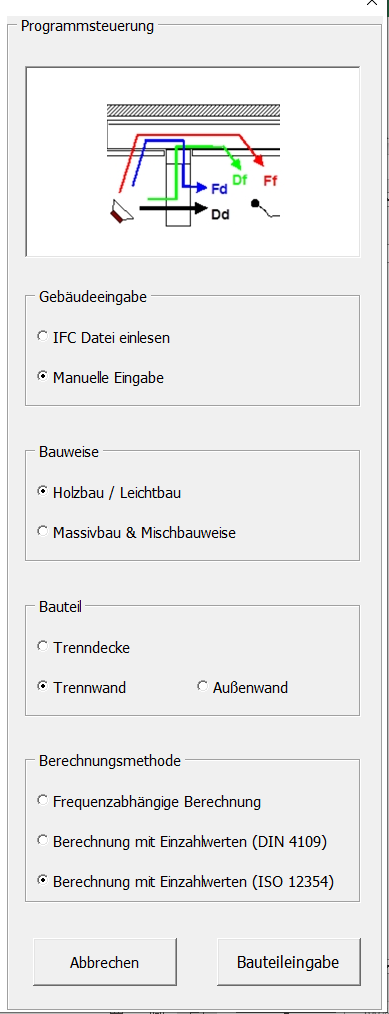 Programmsteuerung
Df
Ff
Fd
Dd
Gebäudeeingabe
IFC Datei einlesen
Manuelle Eingabe
Bauweise
Holzbau / Leichtbau
Massivbau & Mischbauweise
Bauteil
Trenndecke
Trennwand Außenwand
Berechnungsmethode
Frequenzabhängige Berechnung
Berechnung mit Einzahlwerten (DIN 4109)
Berechnung mit Einzahlwerten (ISO 12354)
Abbrechen Bauteileingabe